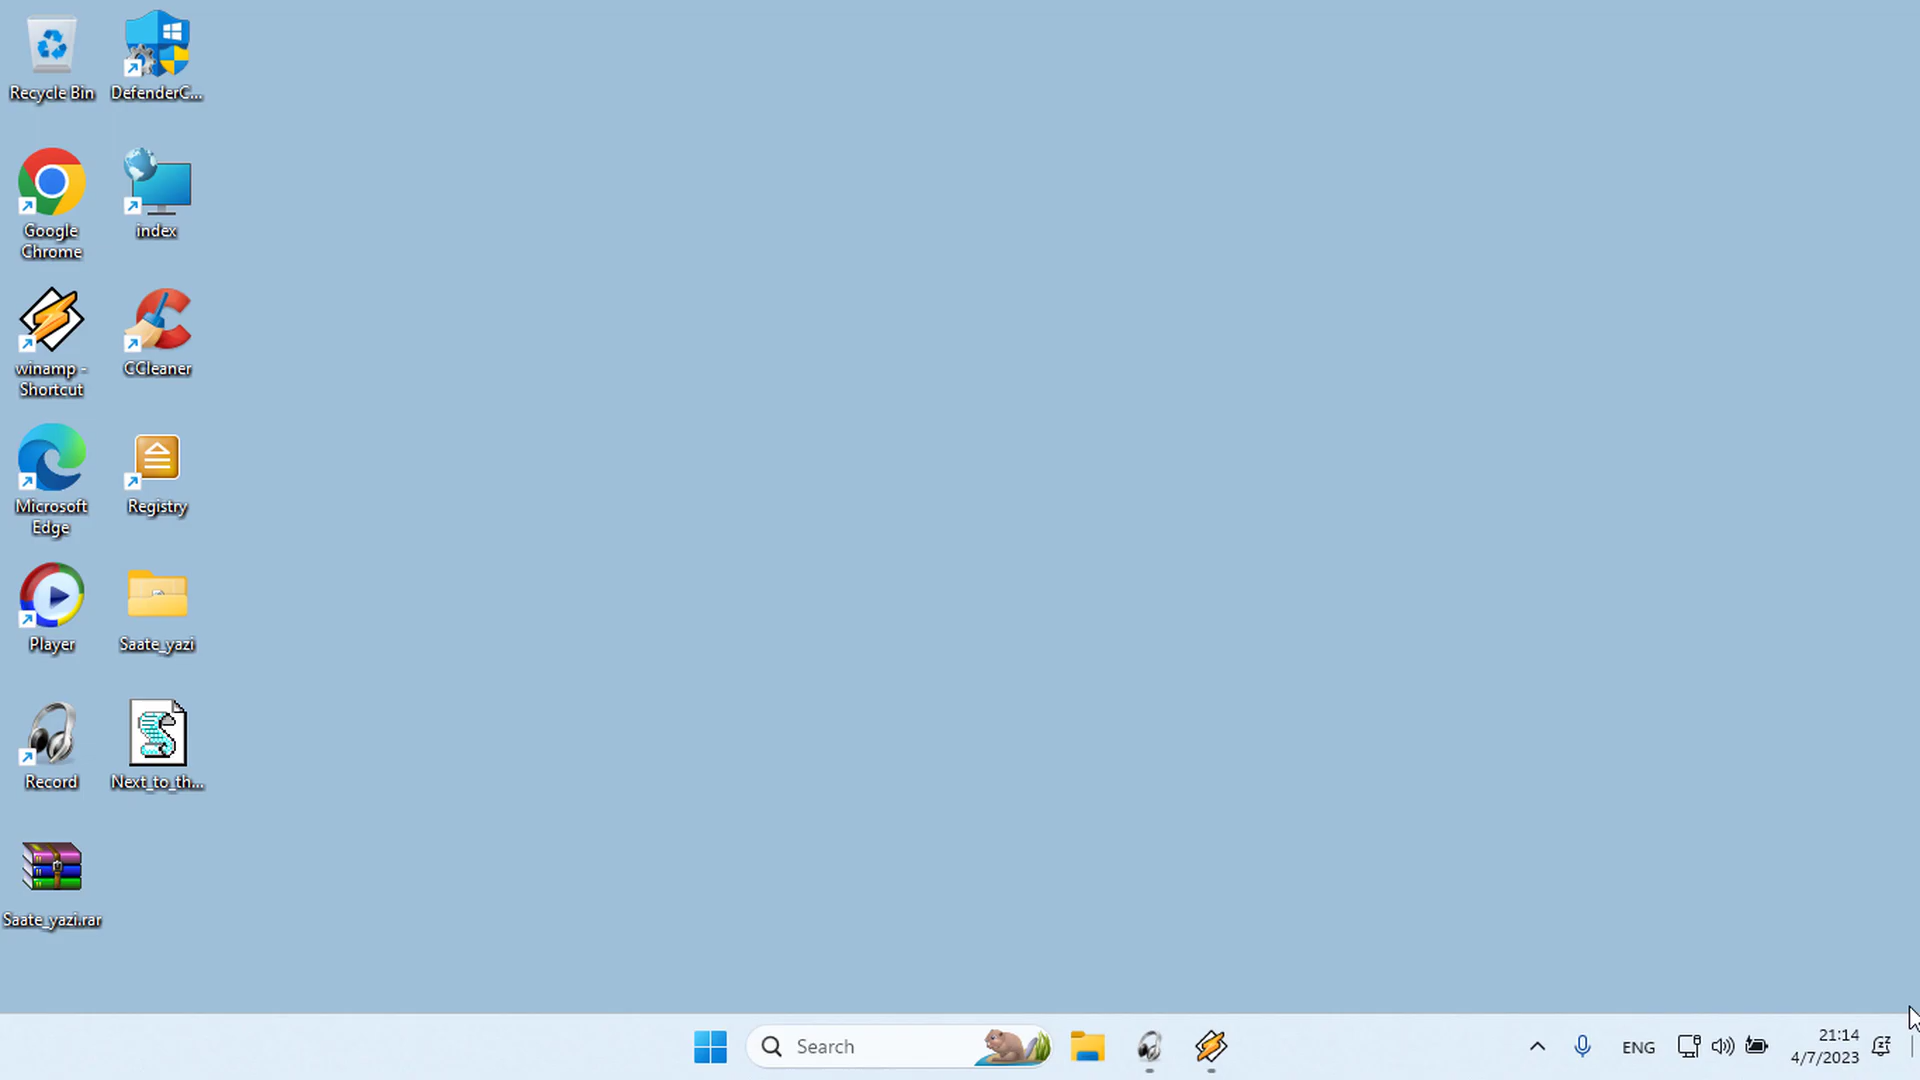 Recycle Bin
DefenderC...
Google
Chrome
index
winamp -
Shortcut
CCleaner
Microsoft
Edge
Registry
Player
Saate_yazi
Record
Next_to_th...
Saate_yazi.rar
Search
ENG
21:14
4/7/2023